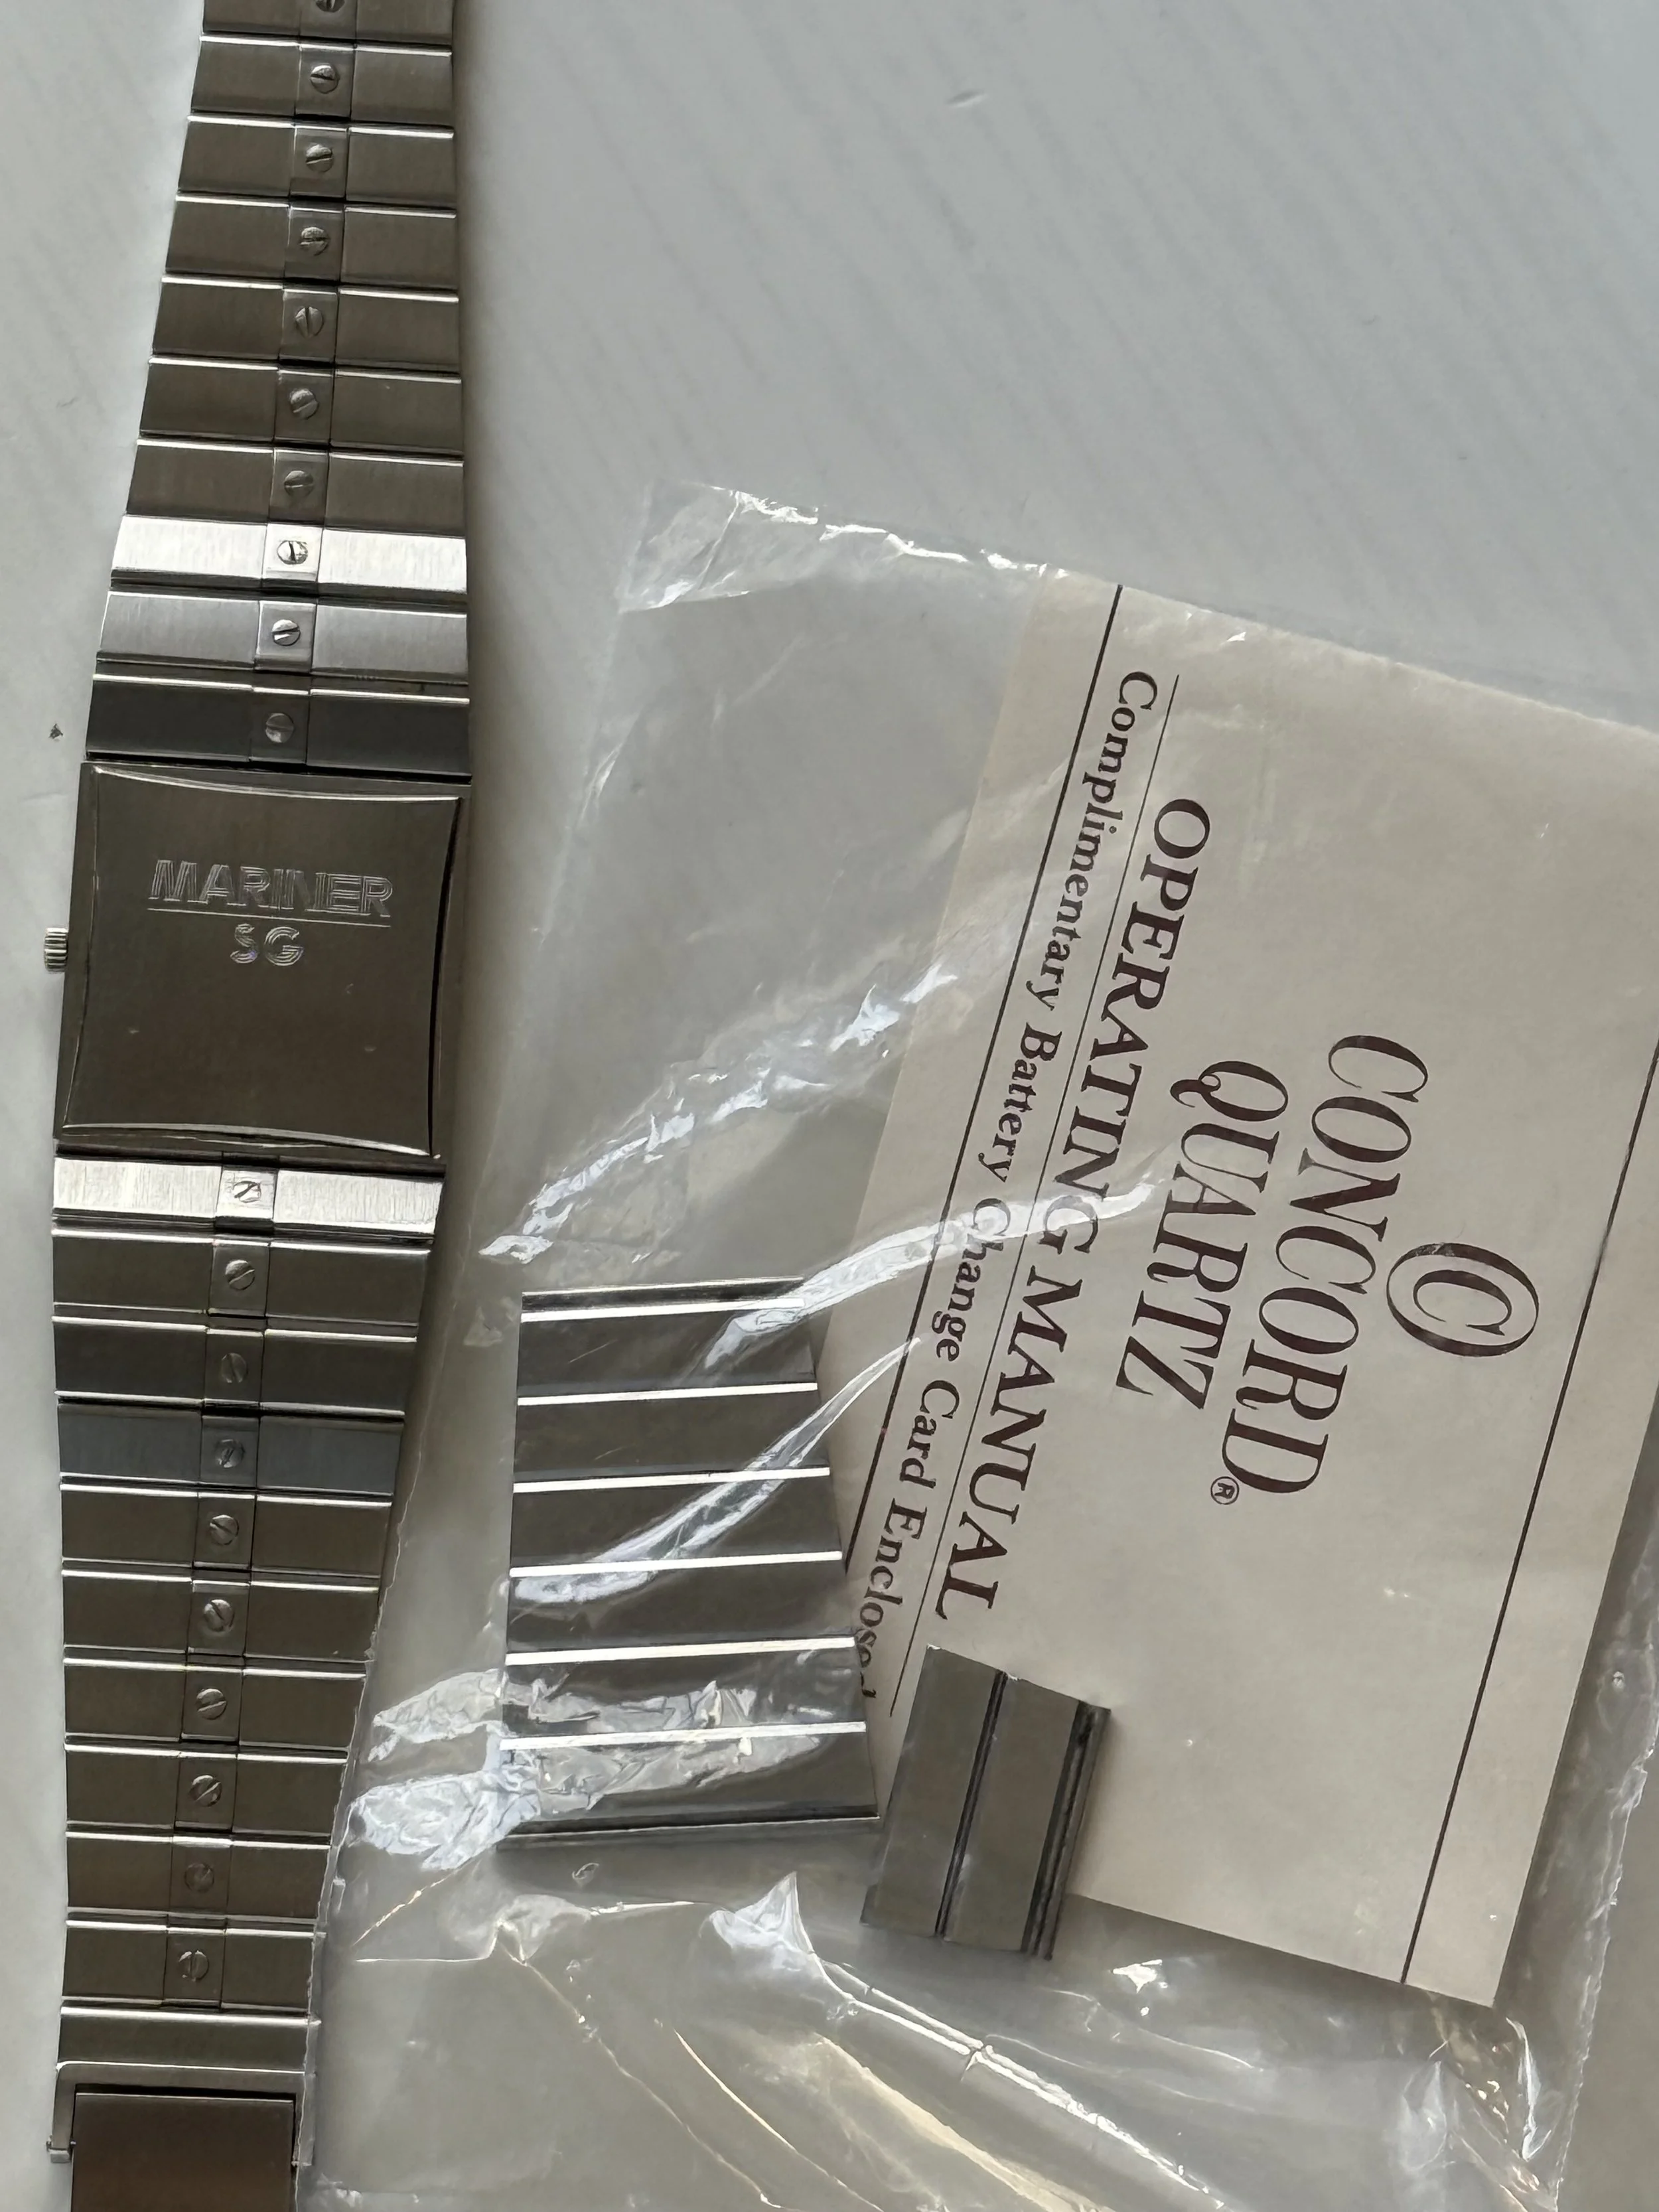 MARINER
SG
©
CONCORD®
QUARTZ
OPERATING MANUAL
Complimentary Battery Change Card Enclosed